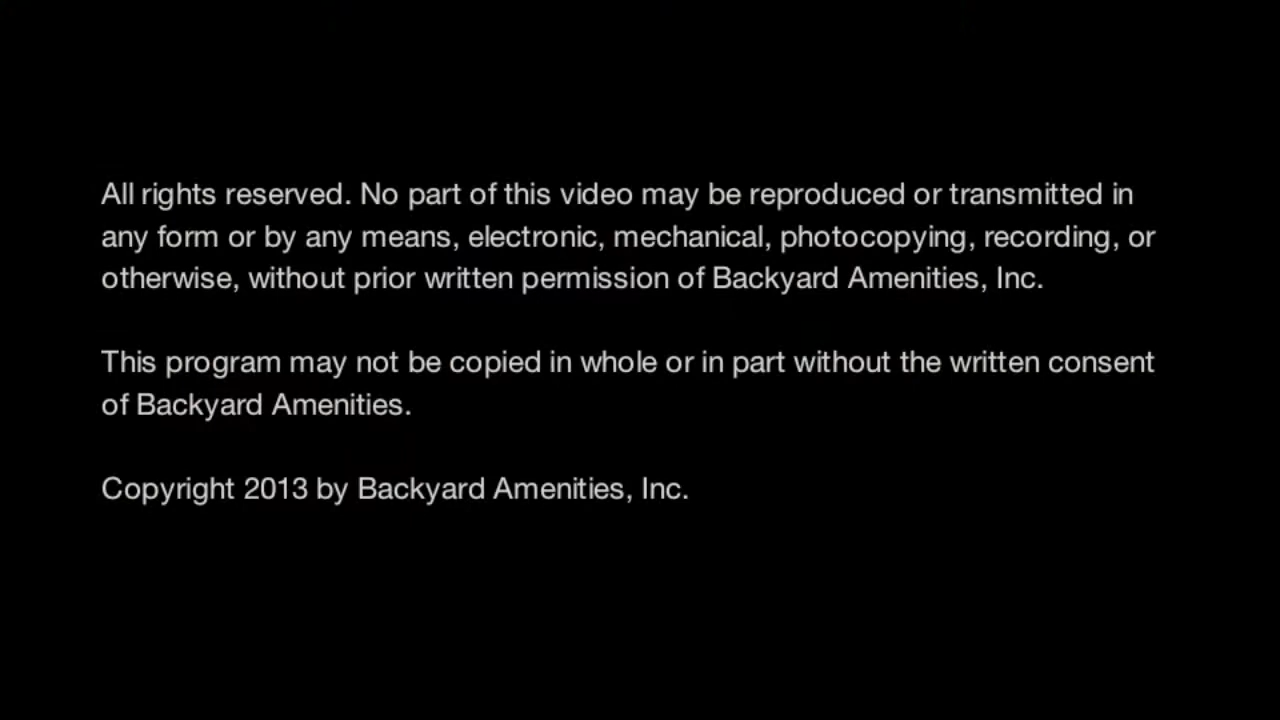 All rights reserved. No part of this video may be reproduced or transmitted in
any form or by any means, electronic, mechanical, photocopying, recording, or
otherwise, without prior written permission of Backyard Amenities, Inc.
This program may not be copied in whole or in part without the written consent
of Backyard Amenities.
Copyright 2013 by Backyard Amenities, Inc.